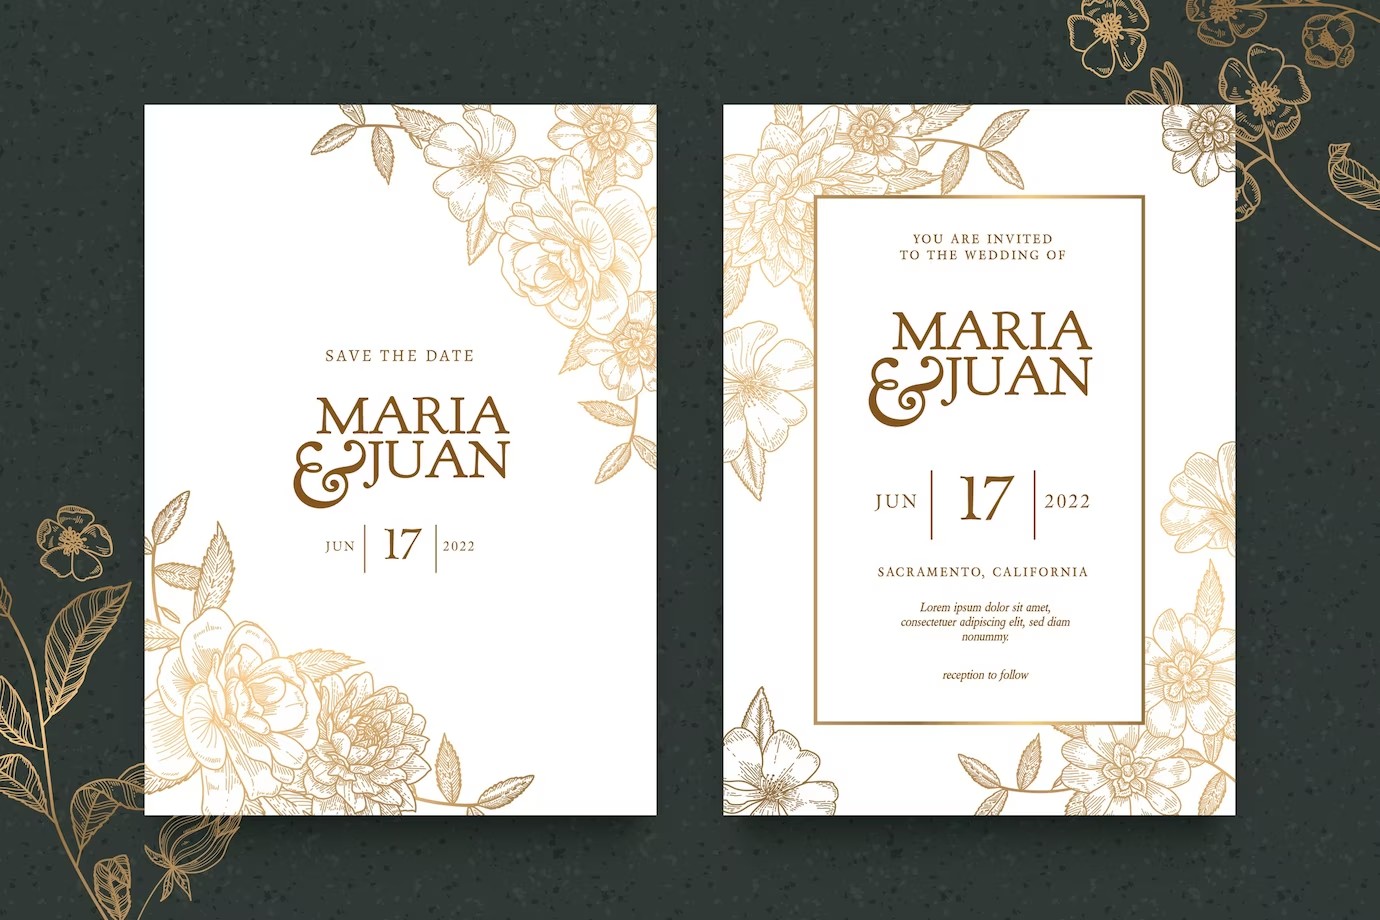 SAVE THE DATE
MARIA
& JUAN
JUN 17 2022
YOU ARE INVITED
TO THE WEDDING OF
MARIA
& JUAN
JUN 17 2022
SACRAMENTO, CALIFORNIA
Lorem ipsum dolor sit amet,
consectetuer adipiscing elit, sed diam
nonummy.
reception to follow